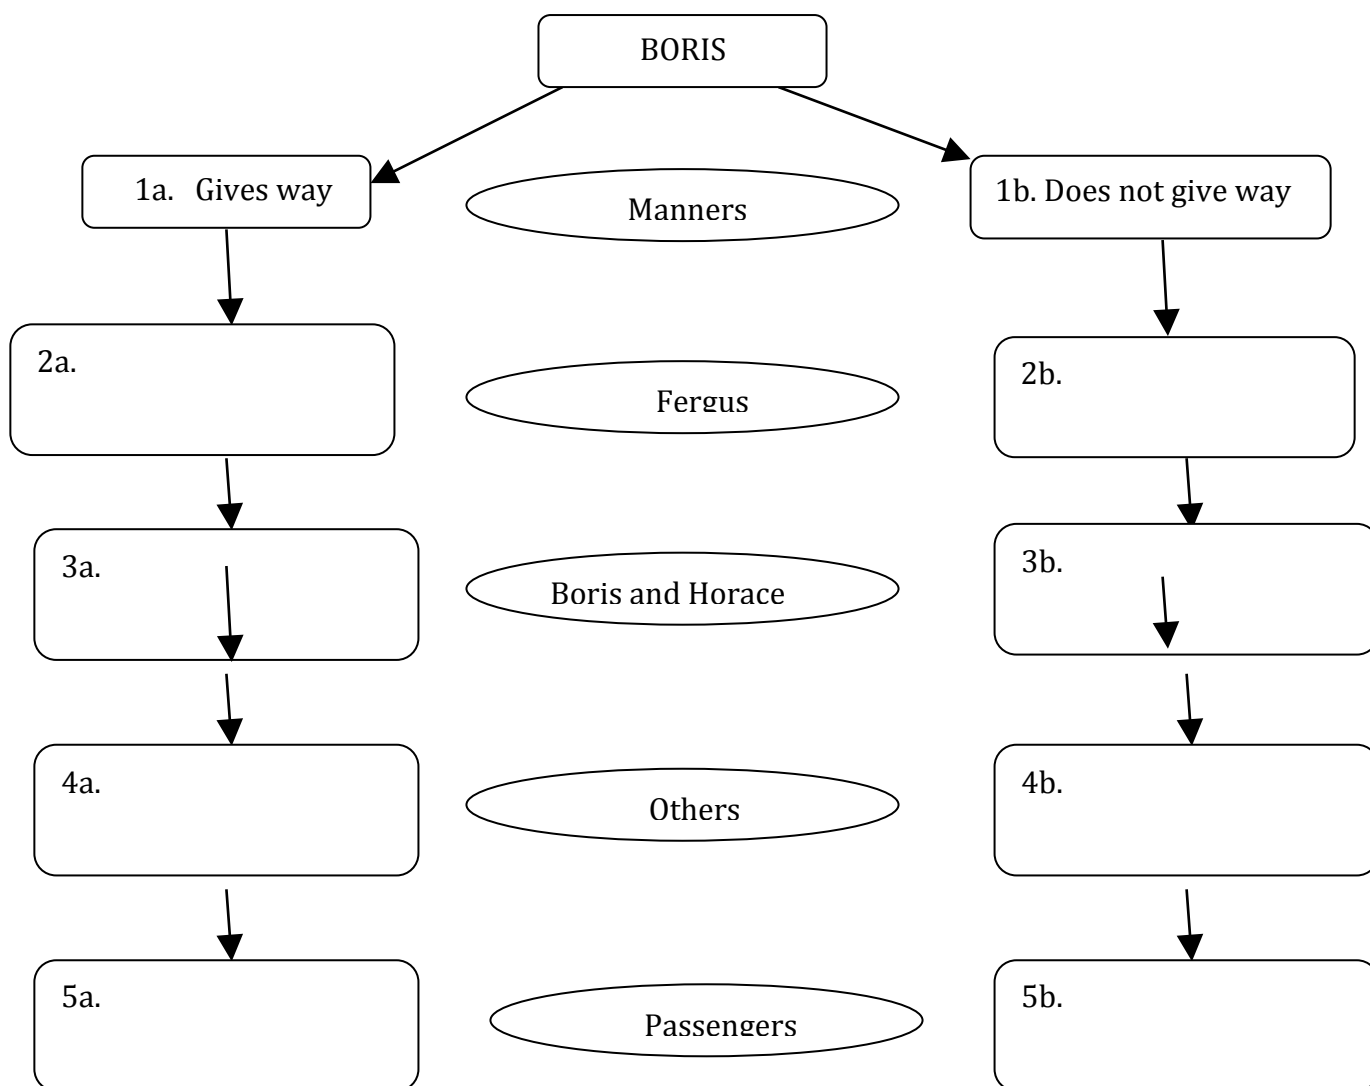 BORIS
1a. Gives way
Manners
1b. Does not give way
2a.
Fergus
2b.
3a.
Boris and Horace
3b.
4a.
Others
4b.
5a.
Passengers
5b.